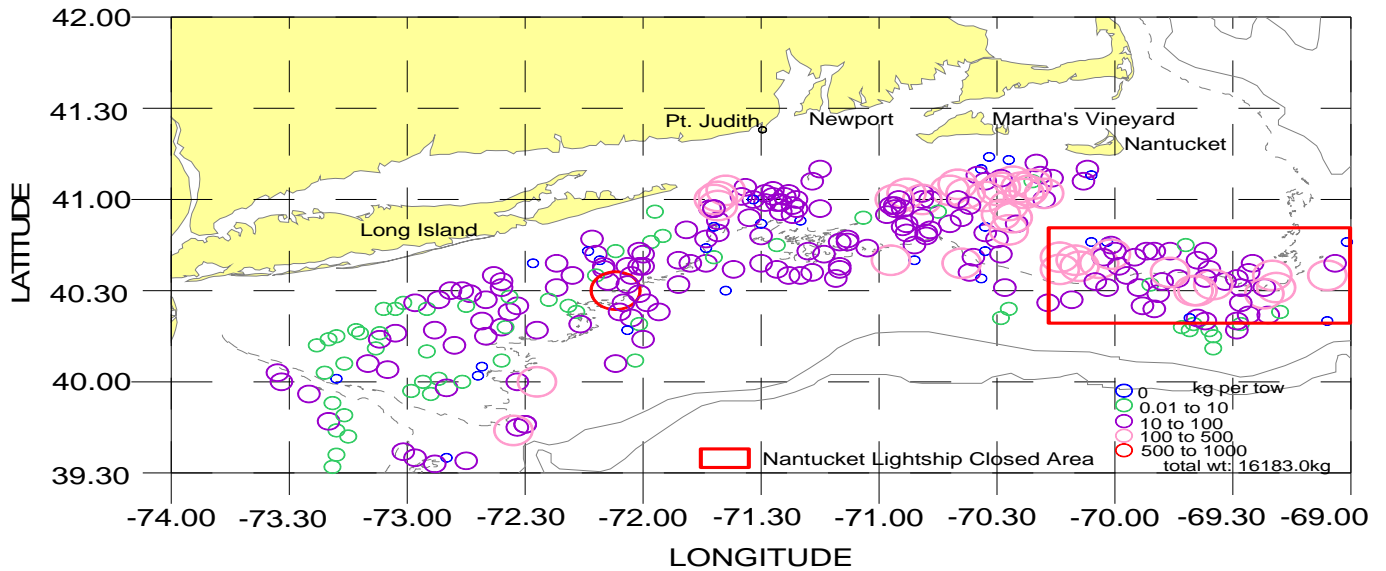 42.00
41.30
41.00
40.30
40.00
39.30
LATITUDE
Pt. Judith
Newport
Martha's Vineyard
Nantucket
Long Island
kg per tow
0
0.01 to 10
10 to 100
100 to 500
500 to 1000
total wt: 16183.0kg
Nantucket Lightship Closed Area
-74.00 -73.30 -73.00 -72.30 -72.00 -71.30 -71.00 -70.30 -70.00 -69.30 -69.00
LONGITUDE